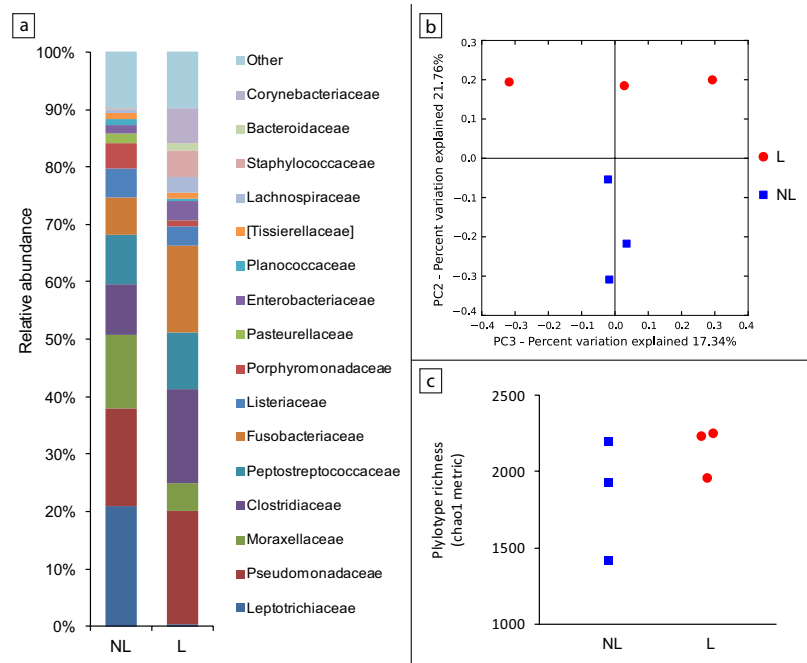 a
Relative abundance
100%
90%
80%
70%
60%
50%
40%
30%
20%
10%
0%
NL
L
Other
Corynebacteriaceae
Bacteroidaceae
Staphylococcaceae
Lachnospiraceae
[Tissierellaceae]
Planococcaceae
Enterobacteriaceae
Pasteurellaceae
Porphyromonadaceae
Listeriaceae
Fusobacteriaceae
Peptostreptococcaceae
Clostridiaceae
Moraxellaceae
Pseudomonadaceae
Leptotrichiaceae
b
PC2 - Percent variation explained 21.76%
0.3
0.2
0.1
0.0
−0.1
−0.2
−0.3
−0.4
−0.4
−0.3
−0.2
−0.1
0.0
0.1
0.2
0.3
0.4
PC3 - Percent variation explained 17.34%
L
NL
c
Plylotype richness
(chao1 metric)
2500
2000
1500
1000
NL
L